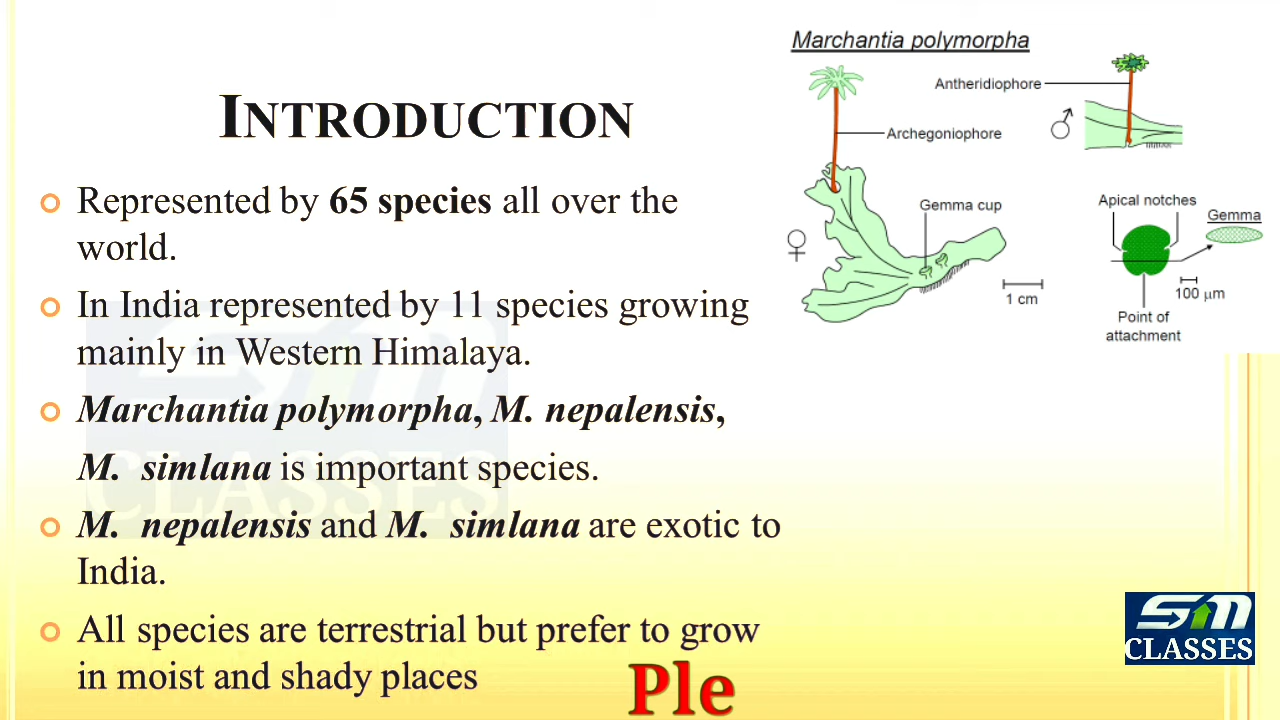 INTRODUCTION
Represented by 65 species all over the
world.
In India represented by 11 species growing
mainly in Western Himalaya.
Marchantia polymorpha, M. nepalensis,
M. simlana is important species.
M. nepalensis and M. simlana are exotic to
India.
All species are terrestrial but prefer to grow
in moist and shady places
Marchantia polymorpha
Antheridiophore
Archegoniophore
♂
Gemma cup
♀
1 cm
Apical notches
Gemma
100 µm
Point of
attachment
SM
CLASSES
SM
CLASSES
Ple